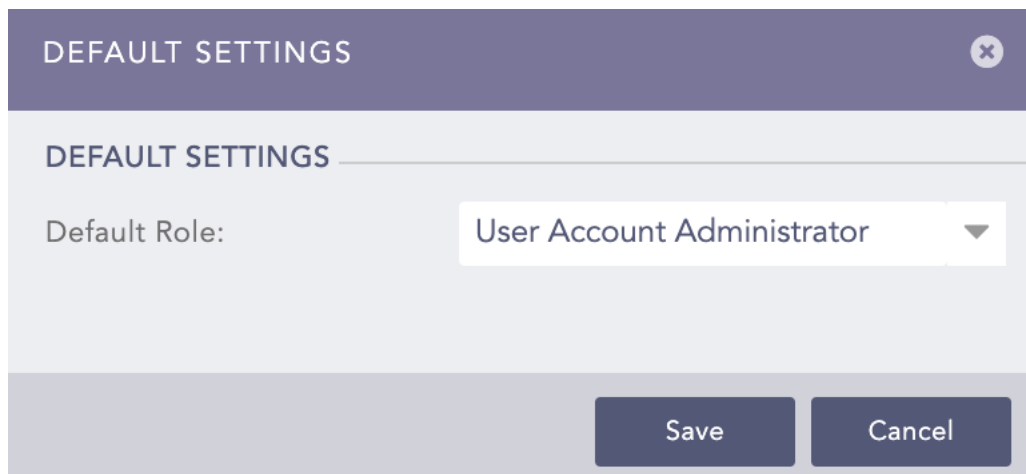 DEFAULT SETTINGS
DEFAULT SETTINGS
Default Role: User Account Administrator
Save Cancel